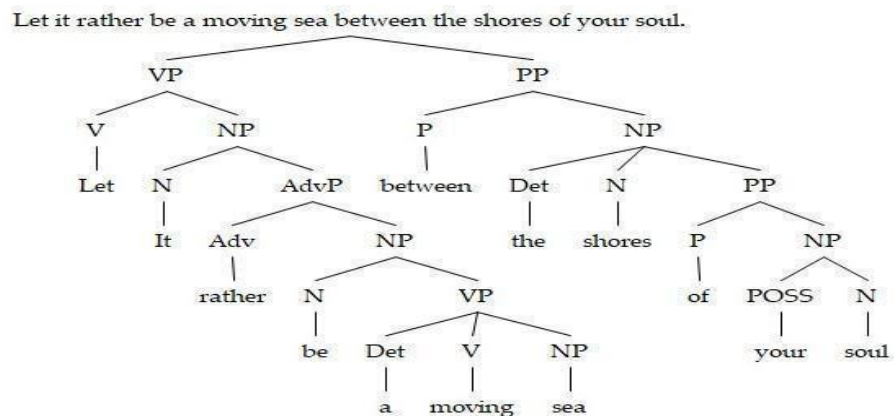 Let it rather be a moving sea between the shores of your soul.
VP PP
V NP P NP
Let N AdvP between Det N PP
It Adv NP the shores P NP
rather N VP of POSS N
be Det V NP your soul
a moving sea